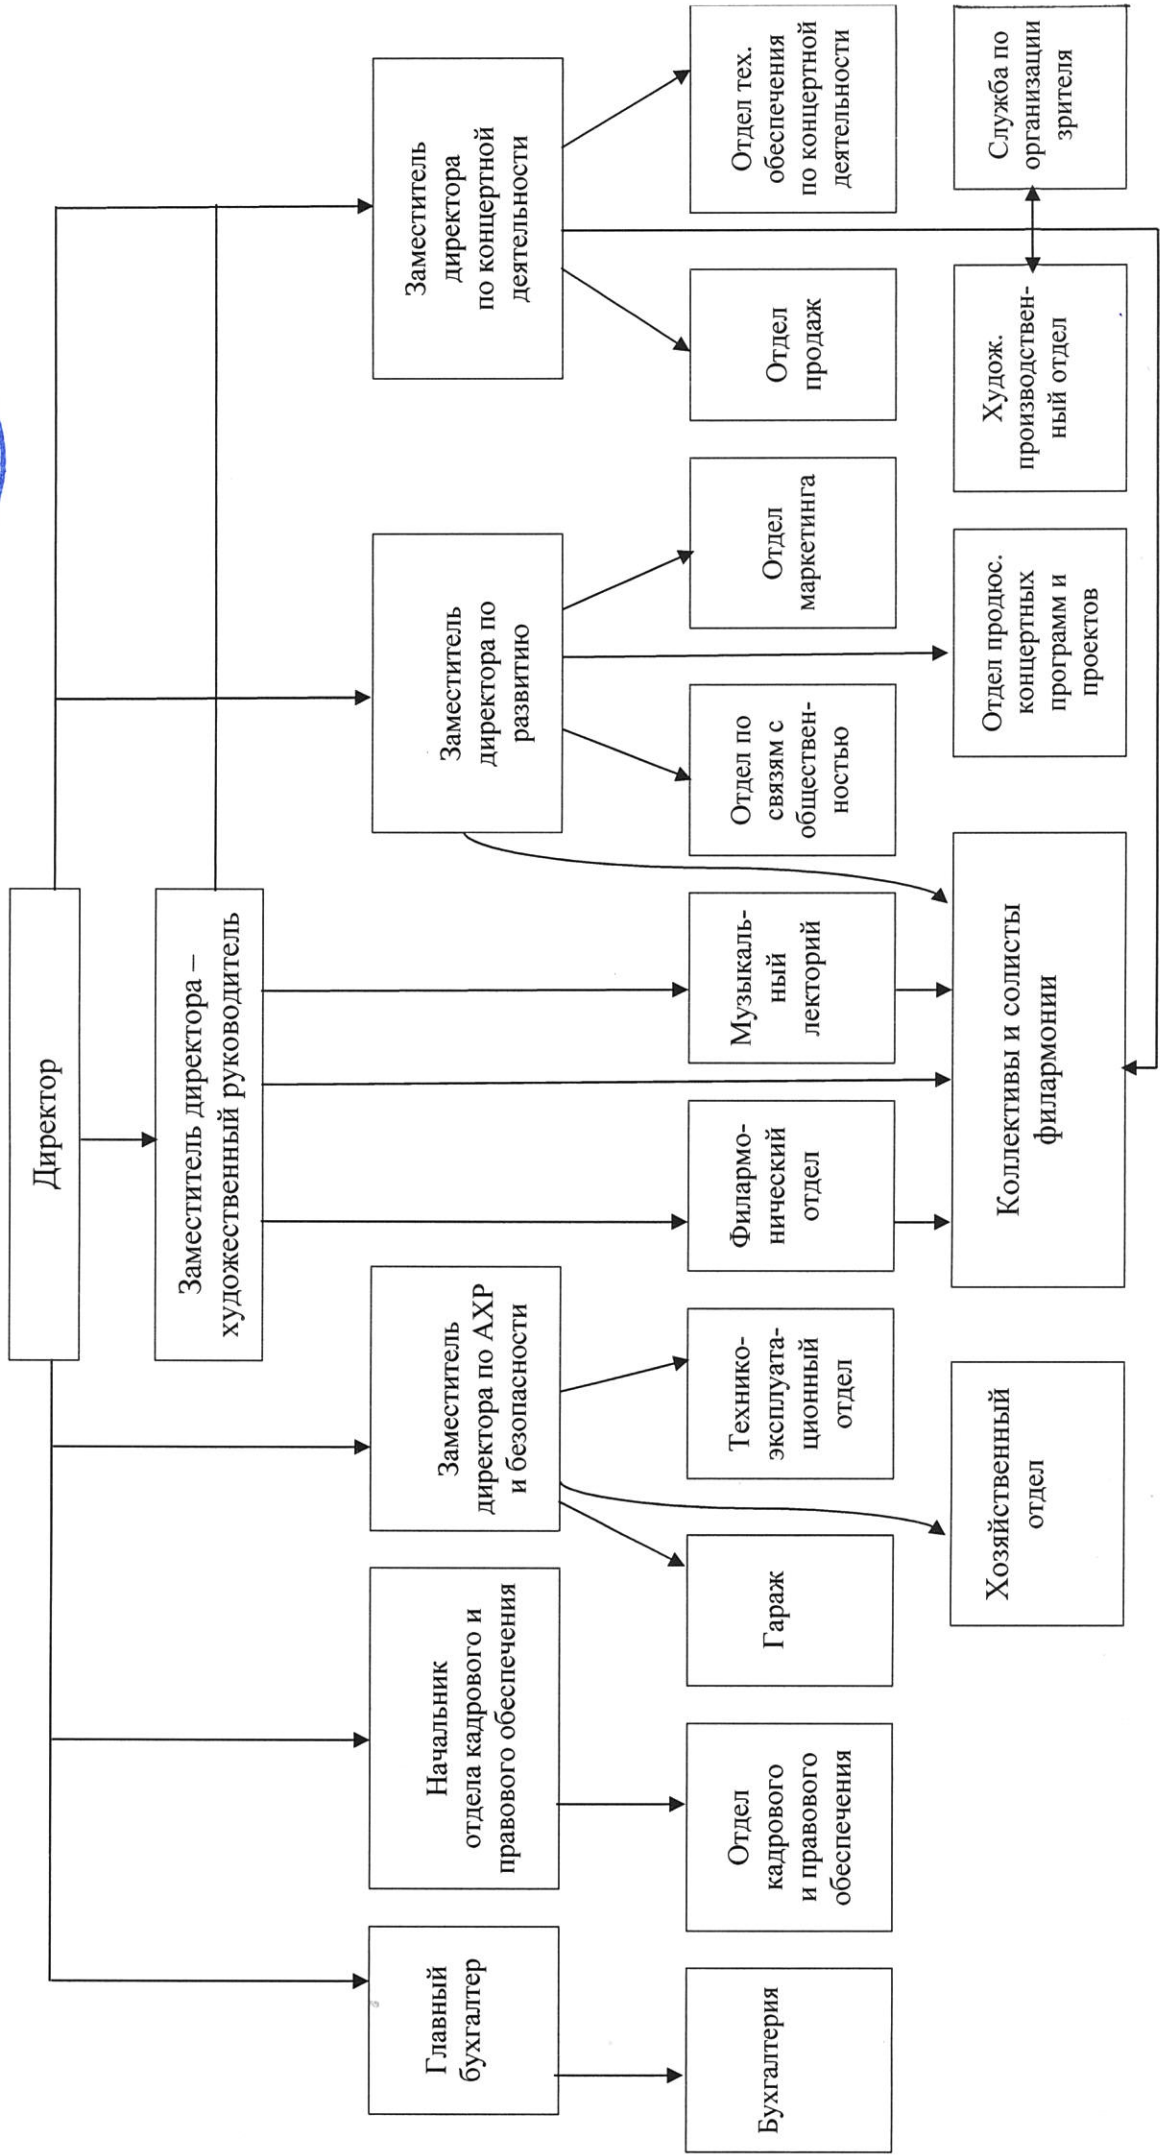 Директор
Заместитель директора –
художественный руководитель
Главный
бухгалтер
Начальник
отдела кадрового и
правового обеспечения
Заместитель
директора по АХР
и безопасности
Заместитель
директора по
развитию
Заместитель
директора
по концертной
деятельности
Бухгалтерия
Отдел
кадрового
и правового
обеспечения
Гараж
Технико-
эксплуата-
ционный
отдел
Филармо-
нический
отдел
Музыкаль-
ный
лекторий
Отдел по
связям с
обществен-
ностью
Отдел
маркетинга
Отдел
продаж
Отдел тех.
обеспечения
по концертной
деятельности
Хозяйственный
отдел
Коллективы и солисты
филармонии
Отдел продюс.
концертных
программ и
проектов
Худож.
производствен-
ный отдел
Служба по
организации
зрителя